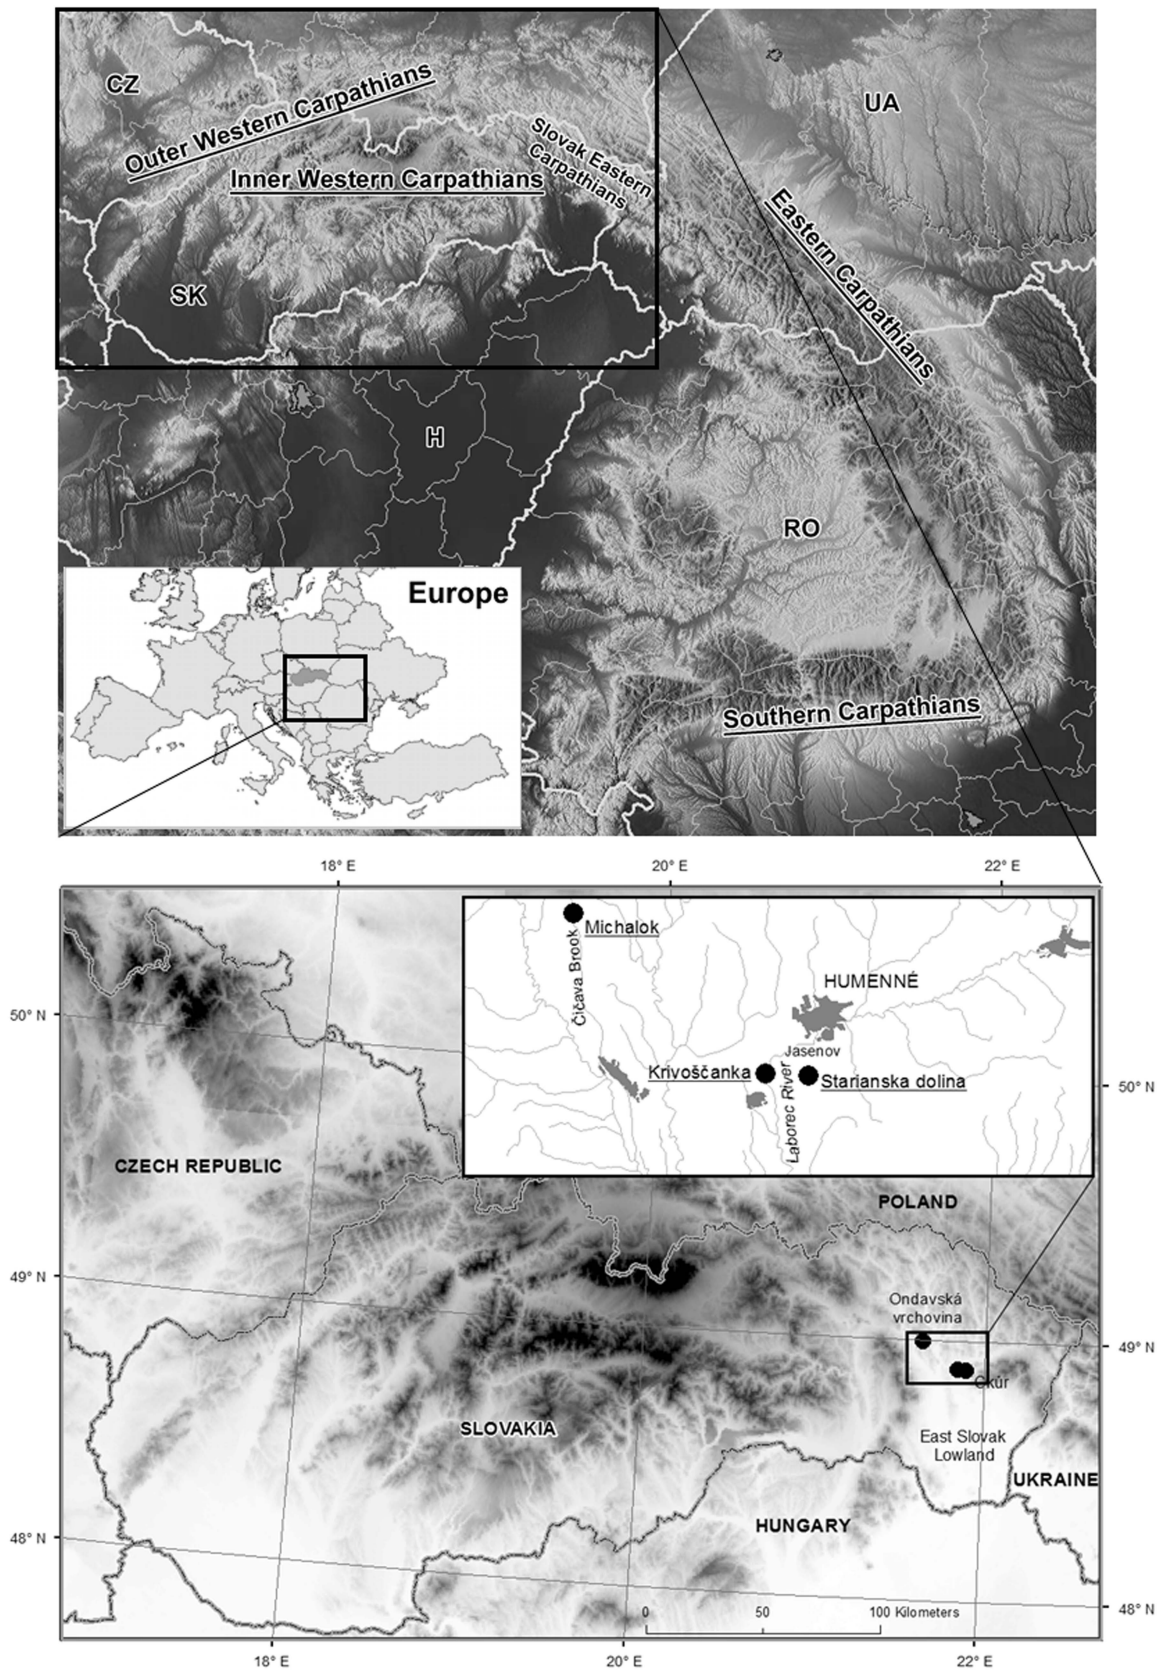 CZ
UA
Outer Western Carpathians
Slovak Eastern
Carpathians
Inner Western Carpathians
Eastern Carpathians
SK
H
RO
Europe
Southern Carpathians
18° E
20° E
22° E
Michalok
Čičava Brook
HUMENNÉ
50° N
Jasenov
Krivoščanka
Starianska dolina
Laborec River
50° N
CZECH REPUBLIC
POLAND
49° N
Ondavská
vrchovina
49° N
SLOVAKIA
East Slovak
Lowland
UKRAINE
HUNGARY
48° N
0
50
100 Kilometers
48° N
18° E
20° E
22° E